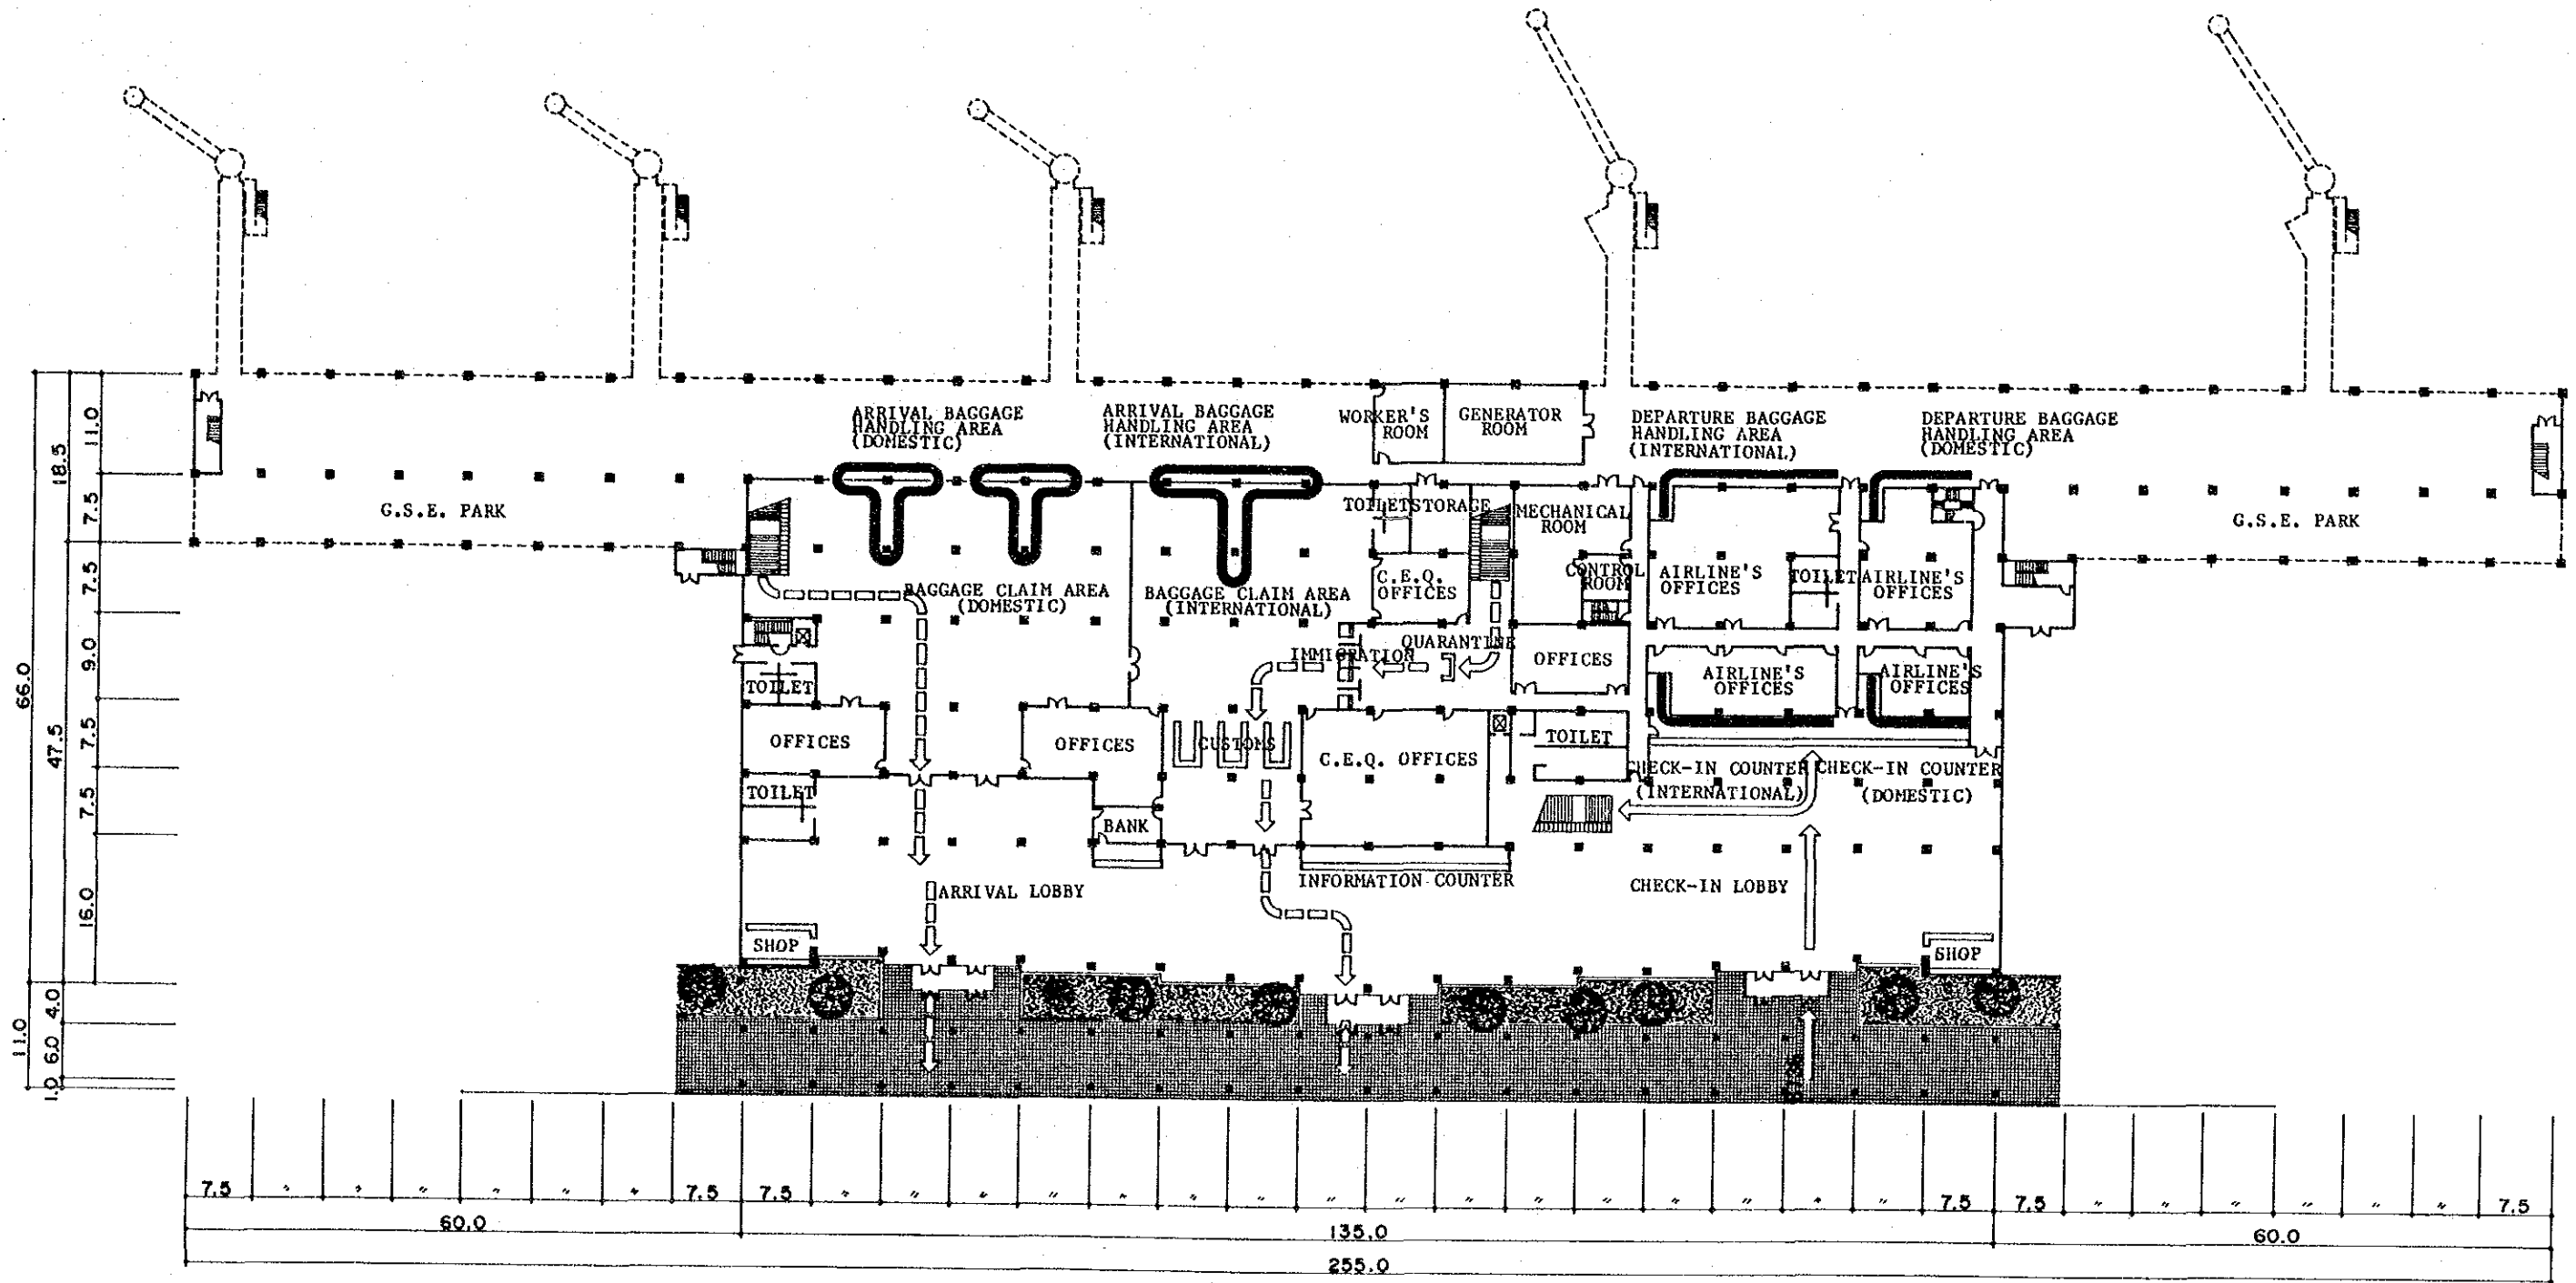 ARRIVAL BAGGAGE
HANDLING AREA
(DOMESTIC)
ARRIVAL BAGGAGE
HANDLING AREA
(INTERNATIONAL)
WORKER'S
ROOM
GENERATOR
ROOM
DEPARTURE BAGGAGE
HANDLING AREA
(INTERNATIONAL)
DEPARTURE BAGGAGE
HANDLING AREA
(DOMESTIC)
G.S.E. PARK
TOILET
STORAGE
MECHANICAL
ROOM
G.S.E. PARK
BAGGAGE CLAIM AREA
(DOMESTIC)
BAGGAGE CLAIM AREA
(INTERNATIONAL)
C.E.Q.
OFFICES
CONTROL
ROOM
AIRLINE'S
OFFICES
TOILET
AIRLINE'S
OFFICES
IMMIGRATION
QUARANTINE
OFFICES
AIRLINE'S
OFFICES
AIRLINE'S
OFFICES
TOILET
OFFICES
OFFICES
CUSTOMS
C.E.Q. OFFICES
TOILET
CHECK-IN COUNTER
(INTERNATIONAL)
CHECK-IN COUNTER
(DOMESTIC)
TOILET
BANK
ARRIVAL LOBBY
INFORMATION COUNTER
CHECK-IN LOBBY
SHOP
SHOP
66.0
18.5
11.0
7.5
47.5
7.5
9.0
7.5
7.5
16.0
11.0
4.0
6.0
1.0
7.5 " " " " " " 7.5 7.5 " " " " " " " " " " " " " " " " 7.5 7.5 " " " " " " 7.5
60.0 135.0 60.0
255.0